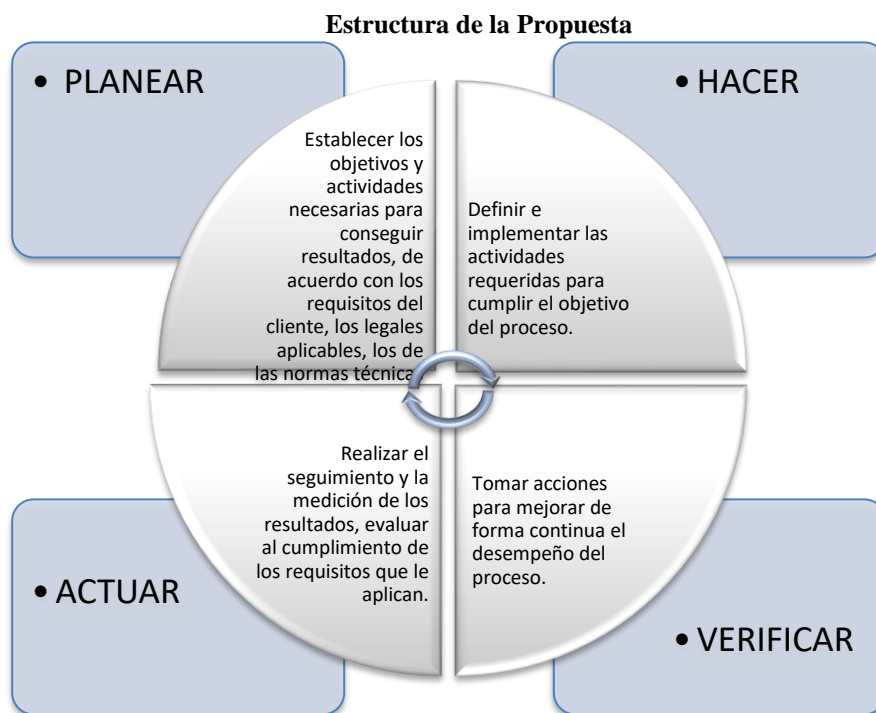 Estructura de la Propuesta
• PLANEAR
Establecer los
objetivos y
actividades
necesarias para
conseguir
resultados, de
acuerdo con los
requisitos del
cliente, los legales
aplicables, los de
las normas técnica
• HACER
Definir e
implementar las
actividades
requeridas para
cumplir el objetivo
del proceso.
• ACTUAR
Realizar el
seguimiento y la
medición de los
resultados, evaluar
al cumplimiento de
los requisitos que le
aplican.
Tomar acciones
para mejorar de
forma continua el
desempeño del
proceso.
• VERIFICAR